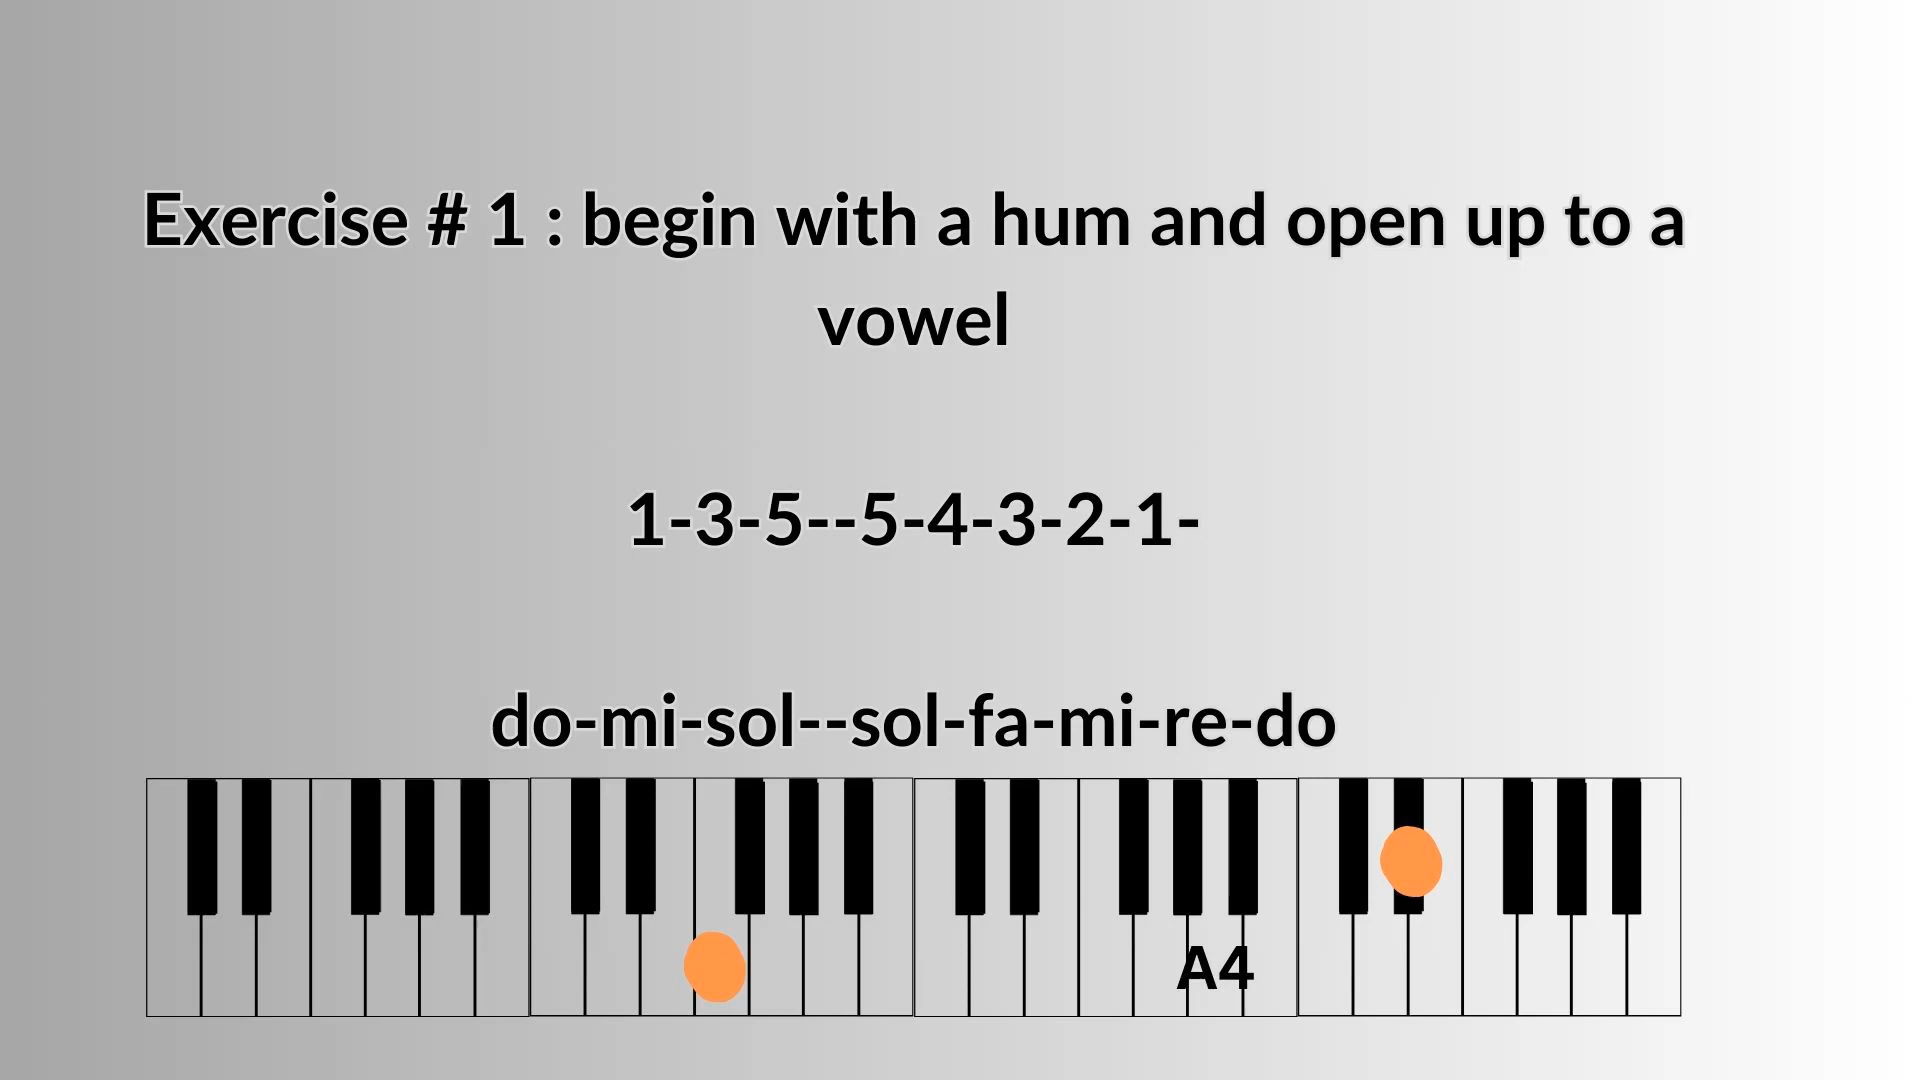 Exercise # 1 : begin with a hum and open up to a
vowel
1-3-5--5-4-3-2-1-
do-mi-sol--sol-fa-mi-re-do
A4